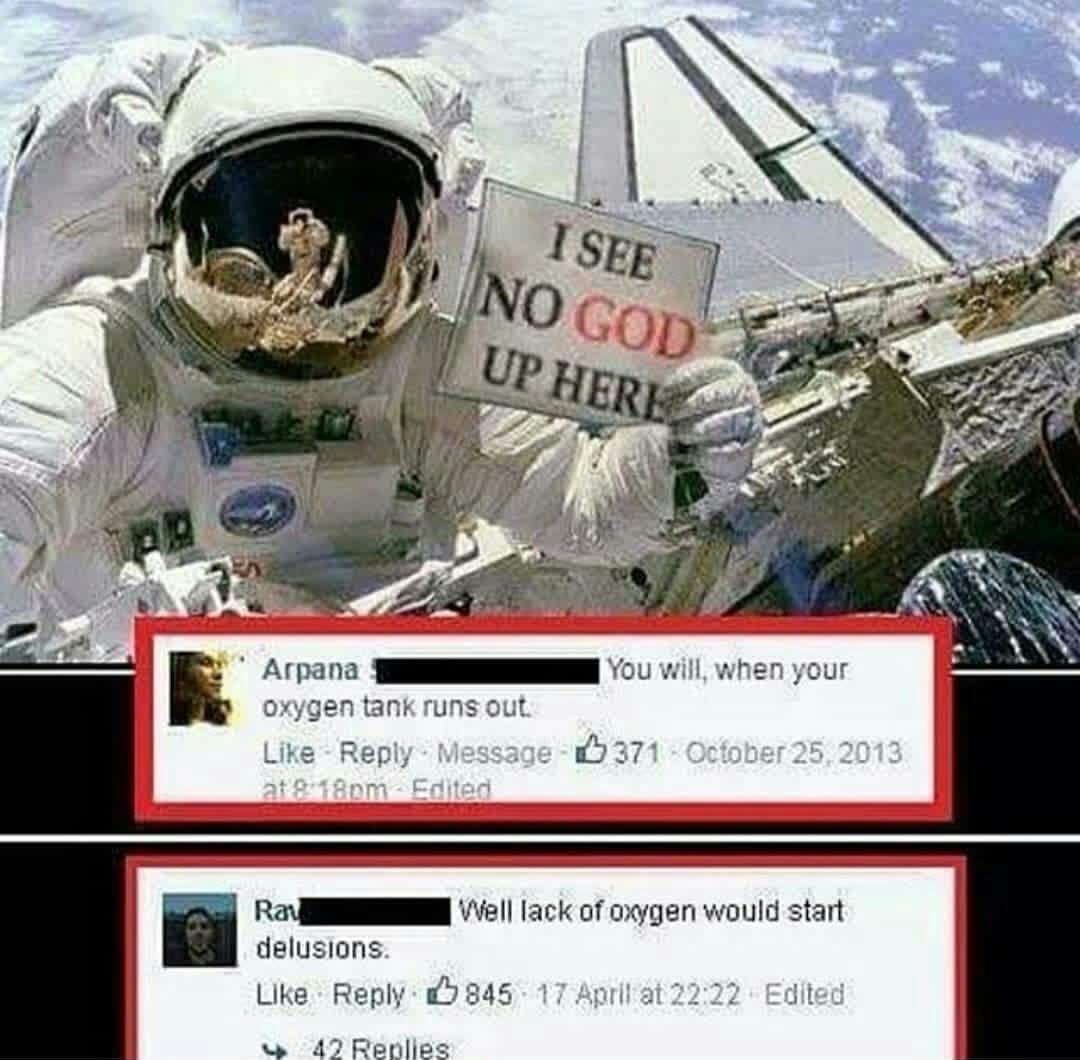 I SEE
NO GOD
UP HERE
Arpana You will, when your
oxygen tank runs out.
Like · Reply · Message · 371 · October 25, 2013
at 8:18pm · Edited
Rav Well lack of oxygen would start
delusions.
Like · Reply · 845 · 17 April at 22:22 · Edited
42 Replies